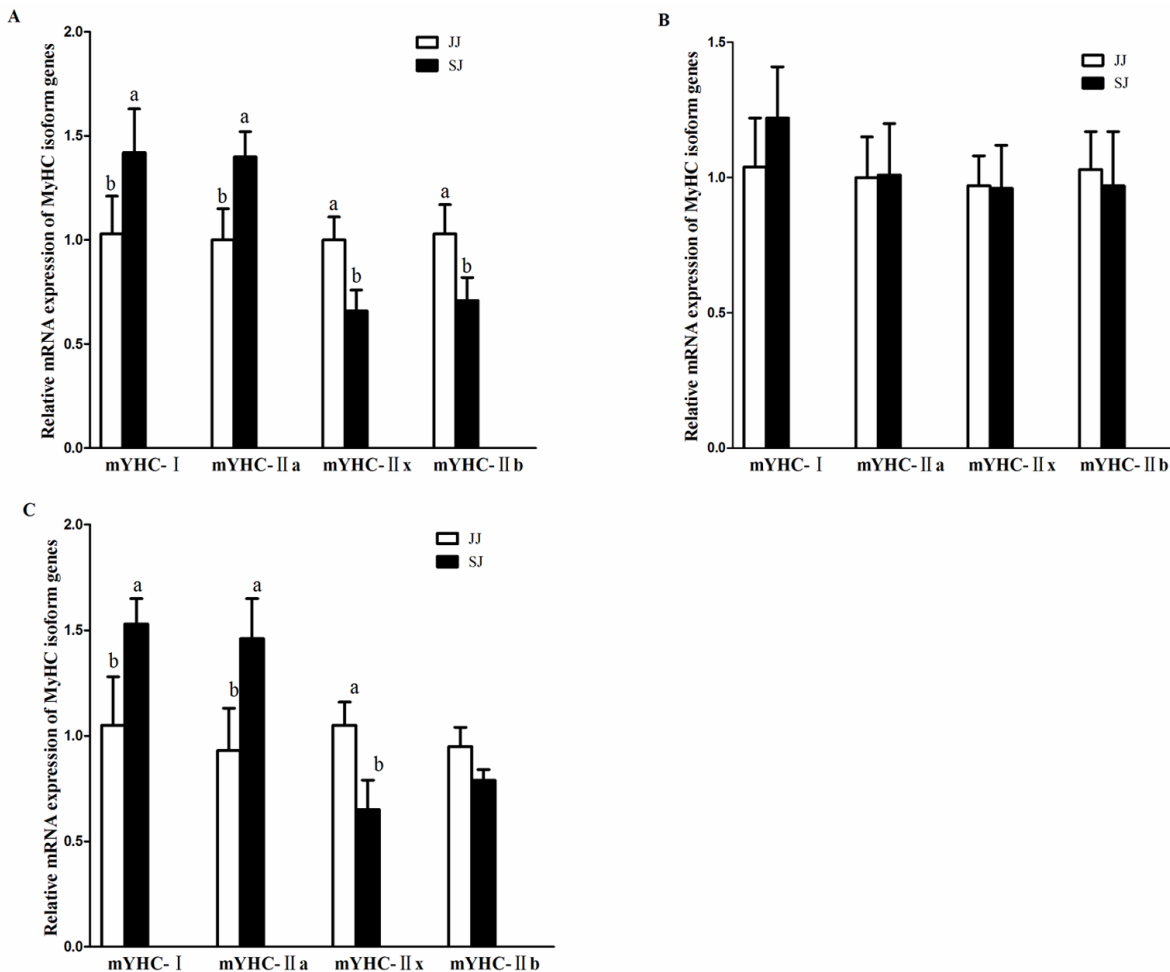 A
Relative mRNA expression of MyHC isoform genes
2.0
1.5
1.0
0.5
0.0
JJ
SJ
b
a
b
a
a
b
a
b
mYHC- Ⅰ
mYHC-Ⅱa
mYHC-Ⅱx
mYHC-Ⅱb
B
Relative mRNA expression of MyHC isoform genes
1.5
1.0
0.5
0.0
JJ
SJ
mYHC- Ⅰ
mYHC-Ⅱa
mYHC-Ⅱx
mYHC-Ⅱb
C
Relative mRNA expression of MyHC isoform genes
2.0
1.5
1.0
0.5
0.0
JJ
SJ
b
a
b
a
a
b
mYHC- Ⅰ
mYHC-Ⅱa
mYHC-Ⅱx
mYHC-Ⅱb